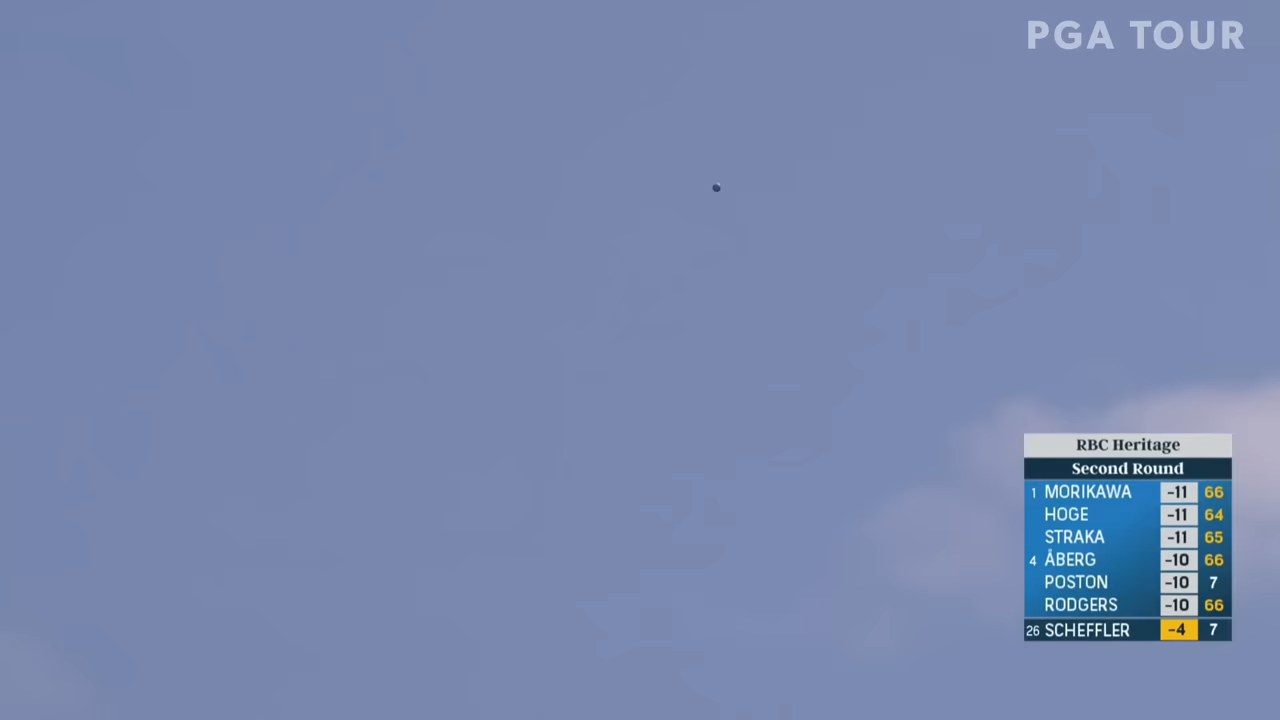 PGA TOUR
RBC Heritage
Second Round
1 MORIKAWA -11 66
HOGE -11 64
STRAKA -11 65
4 ÅBERG -10 66
POSTON -10 7
RODGERS -10 66
26 SCHEFFLER -4 7